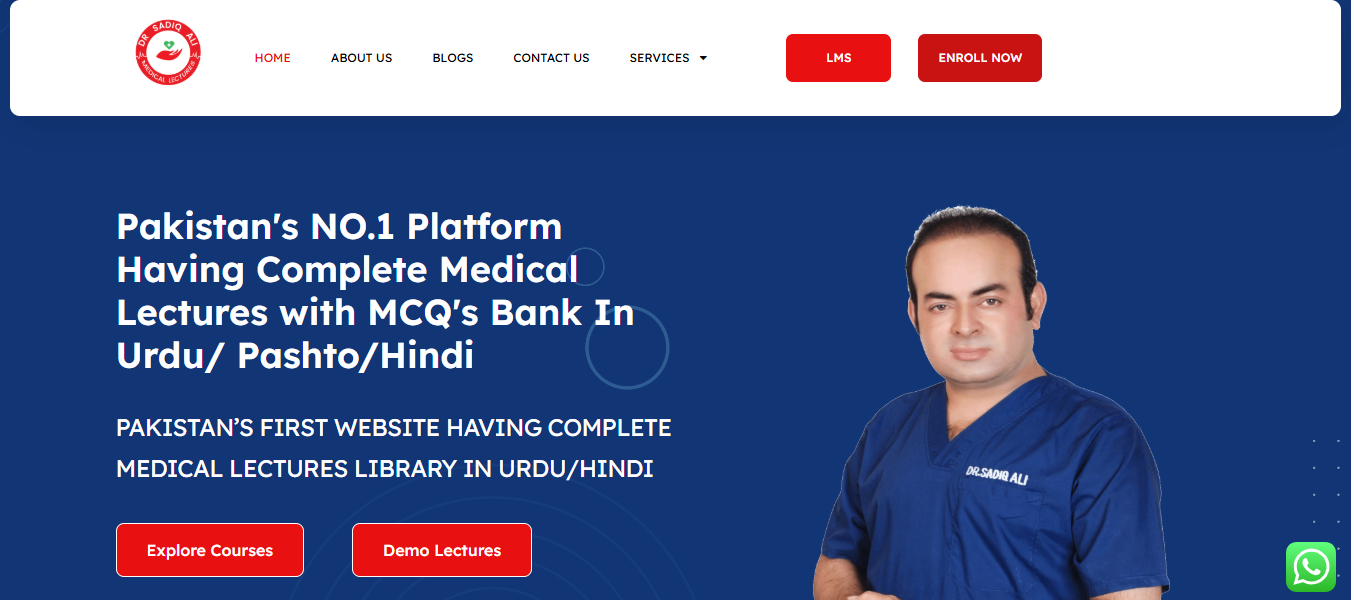 DR SADIQ ALI
MEDICAL LECTURES
HOME
ABOUT US
BLOGS
CONTACT US
SERVICES
LMS
ENROLL NOW
Pakistan's NO.1 Platform
Having Complete Medical
Lectures with MCQ's Bank In
Urdu/ Pashto/Hindi
PAKISTAN’S FIRST WEBSITE HAVING COMPLETE
MEDICAL LECTURES LIBRARY IN URDU/HINDI
Explore Courses
Demo Lectures
DR.SADIQ ALI